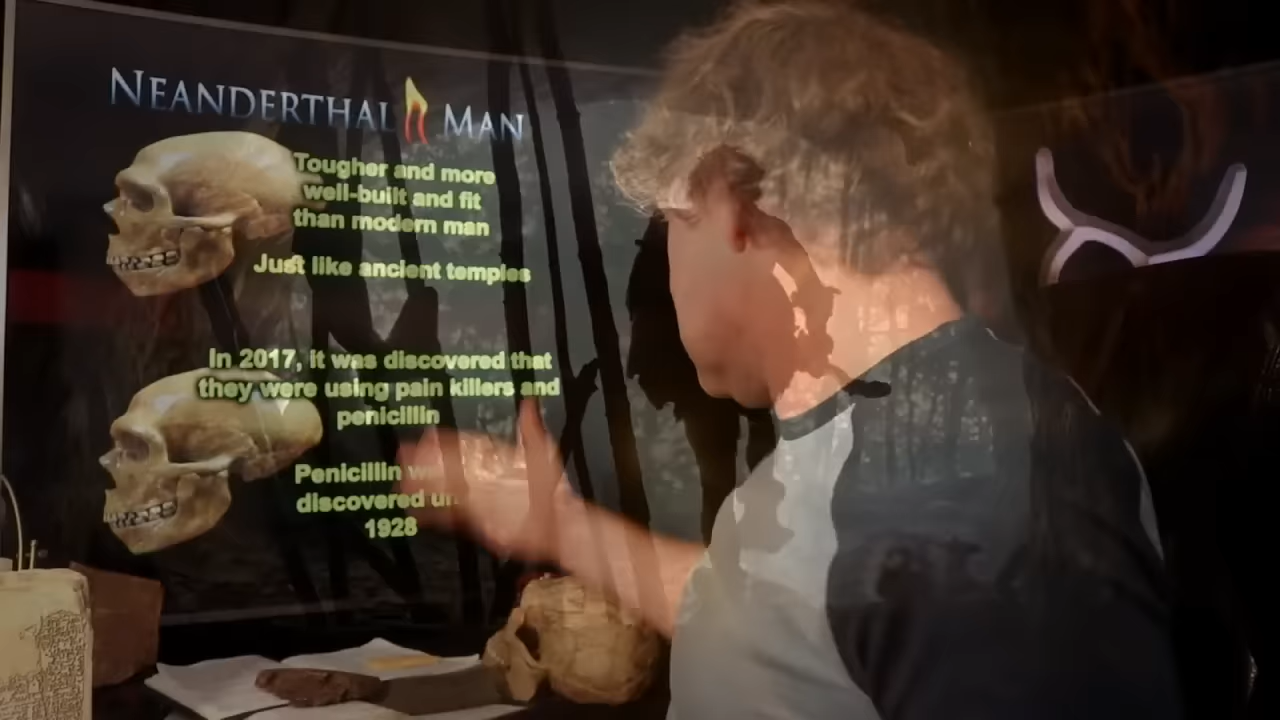 NEANDERTHAL MAN
Tougher and more
well-built and fit
than modern man
Just like ancient temples
In 2017, it was discovered that
they were using pain killers and
penicillin
Penicillin
discovered
1928